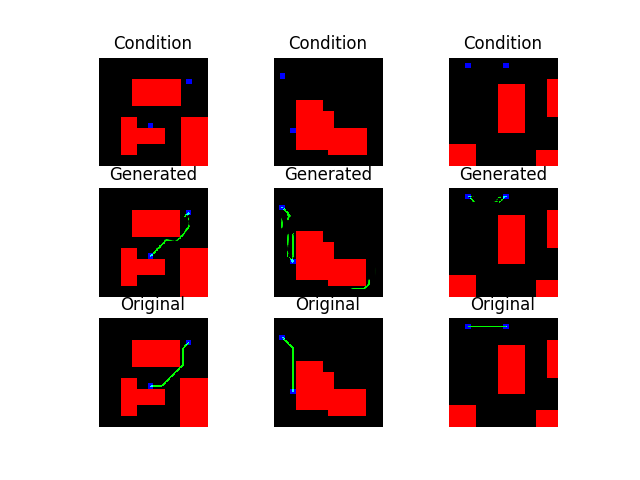 Condition Condition Condition
Generated Generated Generated
Original Original Original